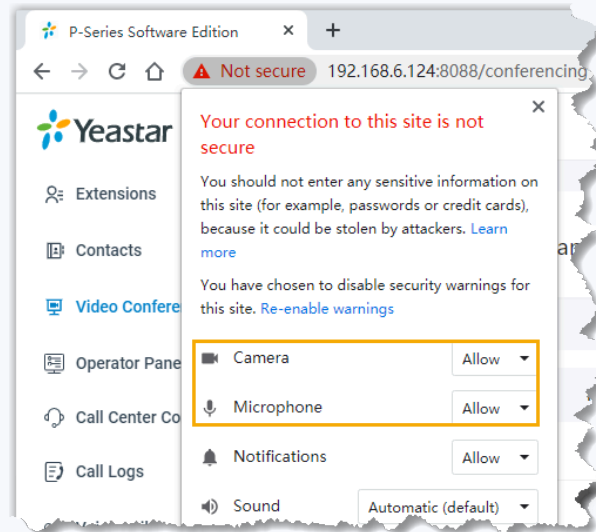 P-Series Software Edition
Not secure 192.168.6.124:8088/conferencing
Yeastar
Extensions
Contacts
Video Confere
Operator Pane
Call Center Co
Call Logs
Your connection to this site is not
secure
You should not enter any sensitive information on
this site (for example, passwords or credit cards),
because it could be stolen by attackers. Learn
more
You have chosen to disable security warnings for
this site. Re-enable warnings
Camera Allow
Microphone Allow
Notifications Allow
Sound Automatic (default)